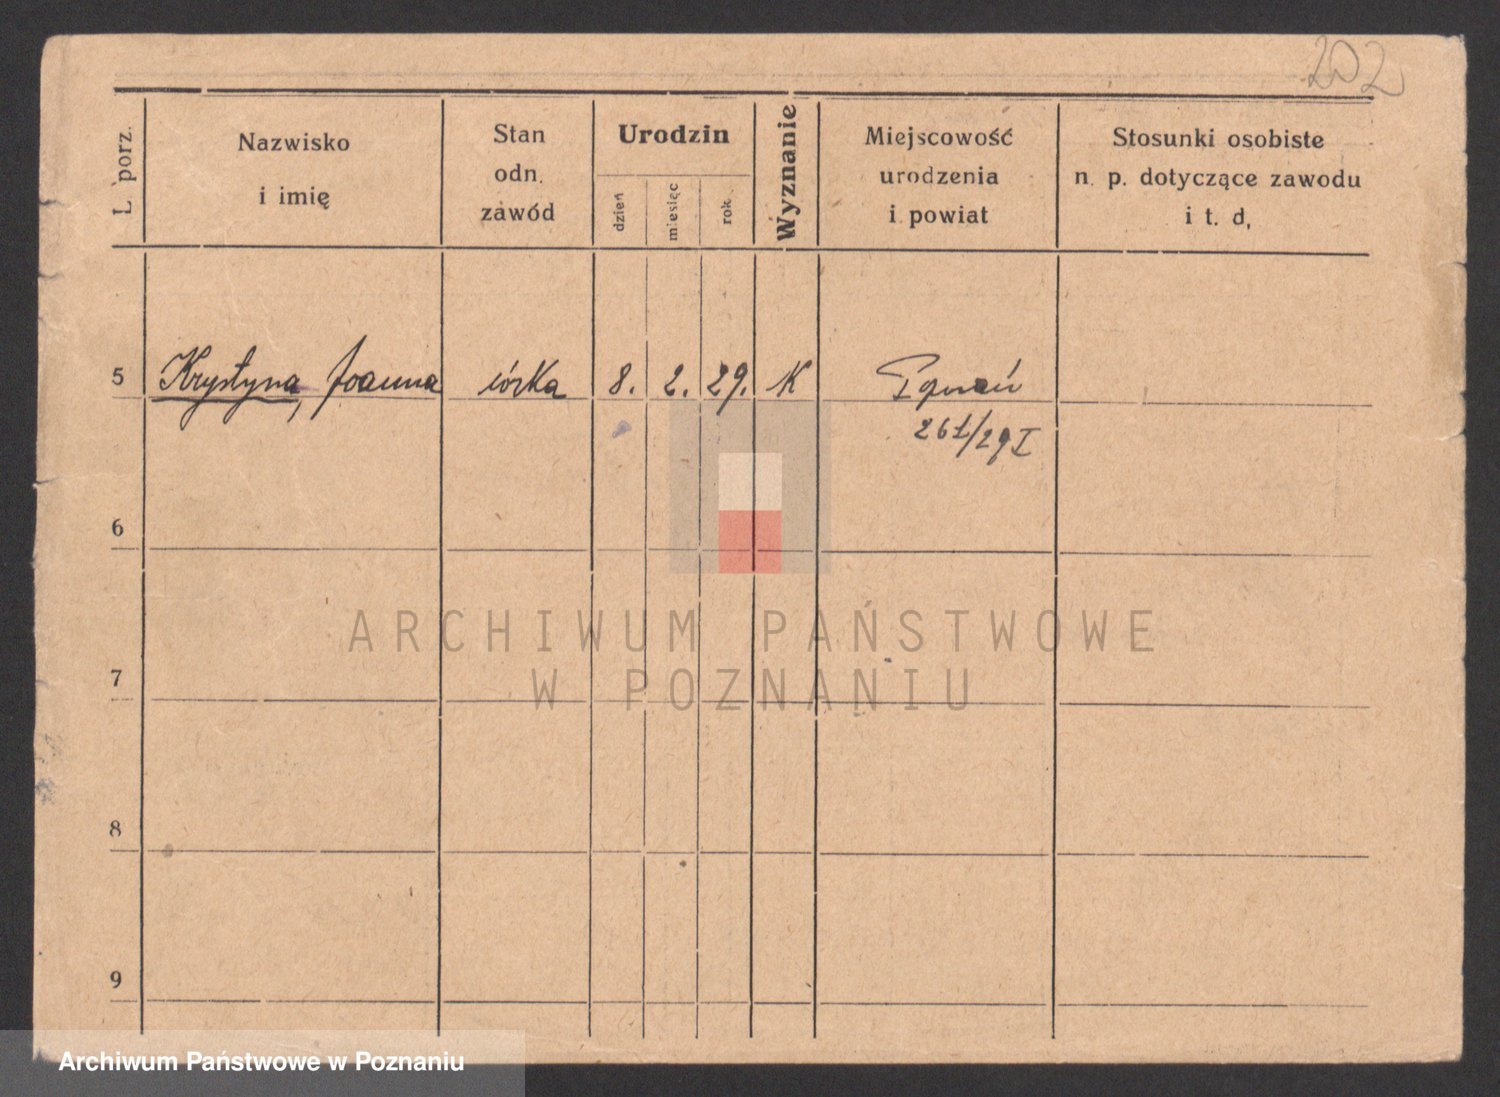 202
L. porz.
Nazwisko
i imię
Stan
odn.
zawód
Urodzin
dzień
miesięc
rok.
Wyznanie
Miejscowość
urodzenia
i powiat
Stosunki osobiste
n. p. dotyczące zawodu
i t. d,
5 Krystyna, Joanna córka 8. 2. 29. K Poznań
261/29 I
6
7
8
9
ARCHIWUM PAŃSTWOWE
W POZNANIU
Archiwum Państwowe w Poznaniu